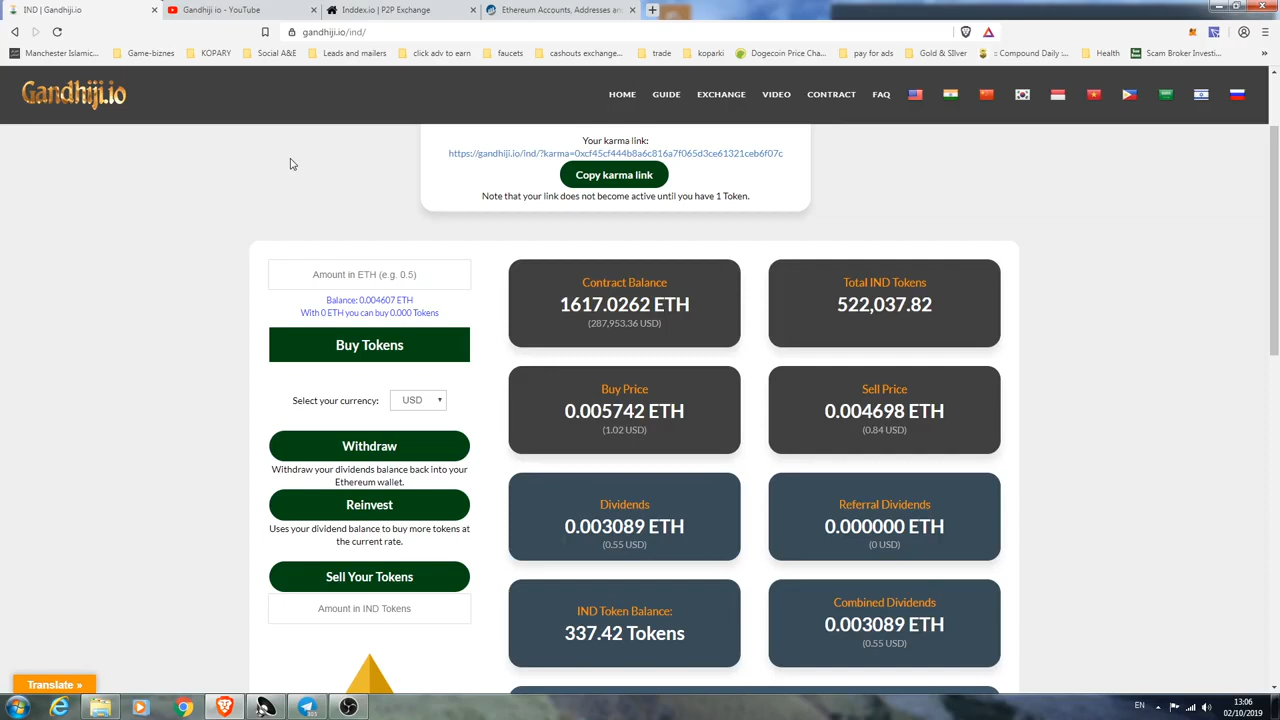 IND | Gandhiji.io
Gandhiji io - YouTube
Inddex.io | P2P Exchange
Ethereum Accounts, Addresses and
gandhiji.io/ind/
Manchester Islamic...
Game-biznes
KOPARY
Social A&E
Leads and mailers
click adv to earn
faucets
cashouts exchange...
trade
koparki
Dogecoin Price Cha...
pay for ads
Gold & SIlver
:: Compound Daily :...
Health
Scam Broker Investi...
Gandhiji.io
HOME
GUIDE
EXCHANGE
VIDEO
CONTRACT
FAQ
Your karma link:
https://gandhiji.io/ind/?karma=0xcf45cf444b8a6c816a7f065d3ce61321ceb6f07c
Copy karma link
Note that your link does not become active until you have 1 Token.
Amount in ETH (e.g. 0.5)
Balance: 0.004607 ETH
With 0 ETH you can buy 0.000 Tokens
Buy Tokens
Select your currency:
USD
Withdraw
Withdraw your dividends balance back into your
Ethereum wallet.
Reinvest
Uses your dividend balance to buy more tokens at
the current rate.
Sell Your Tokens
Amount in IND Tokens
Contract Balance
1617.0262 ETH
(287,953.36 USD)
Total IND Tokens
522,037.82
Buy Price
0.005742 ETH
(1.02 USD)
Sell Price
0.004698 ETH
(0.84 USD)
Dividends
0.003089 ETH
(0.55 USD)
Referral Dividends
0.000000 ETH
(0 USD)
IND Token Balance:
337.42 Tokens
Combined Dividends
0.003089 ETH
(0.55 USD)
Translate »
EN
13:06
02/10/2019